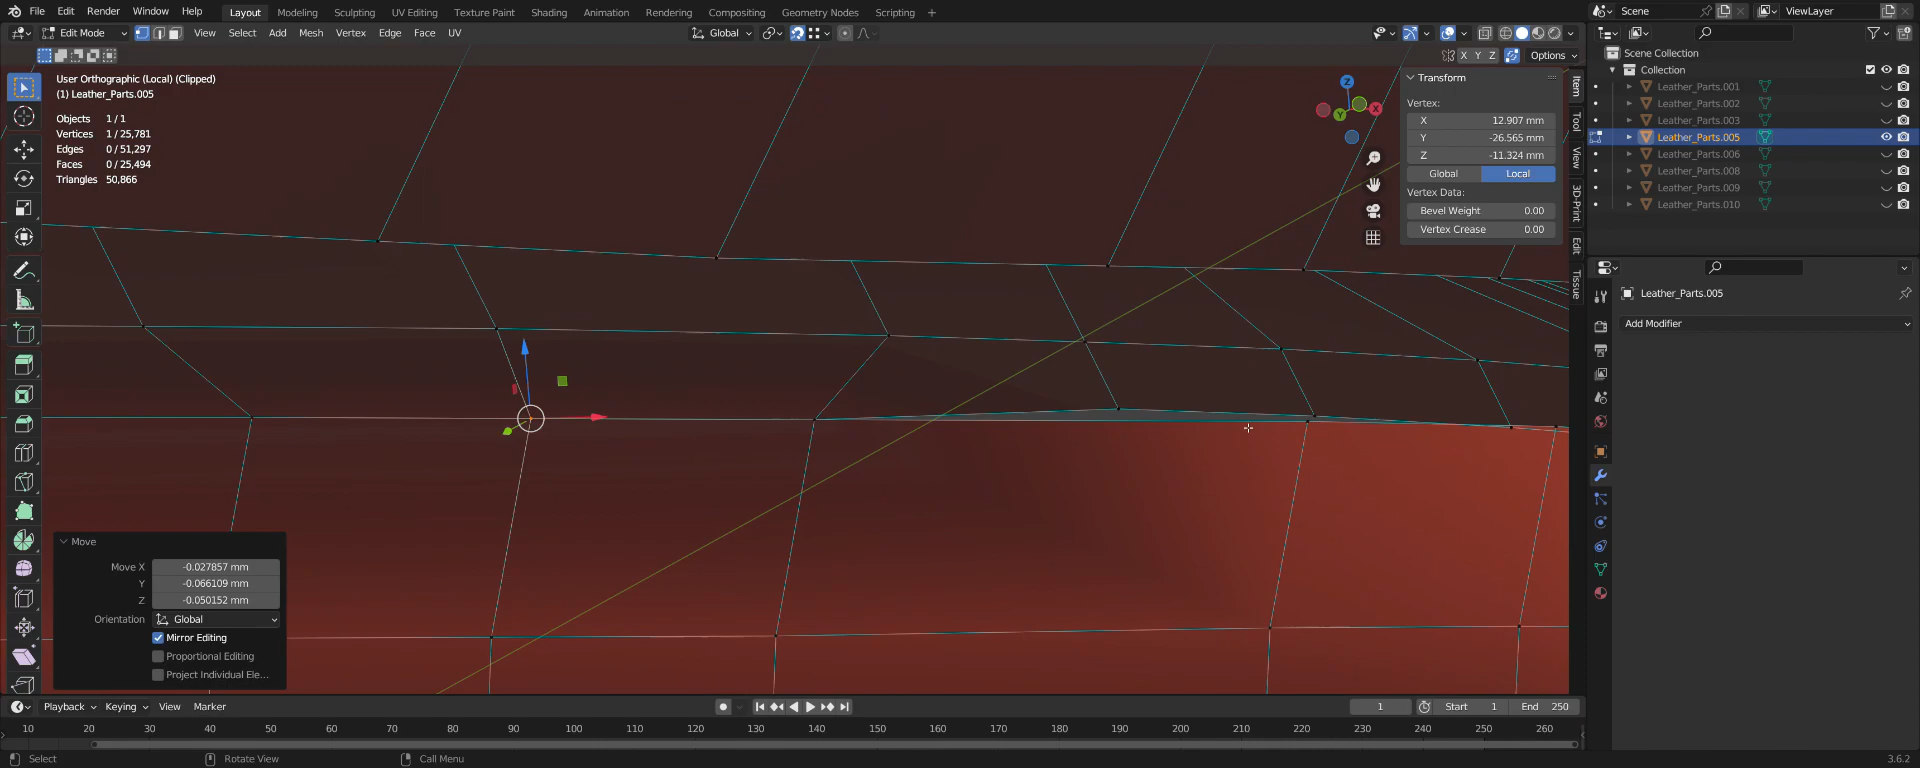 File Edit Render Window Help Layout Modeling Sculpting UV Editing Texture Paint Shading Animation Rendering Compositing Geometry Nodes Scripting + Scene ViewLayer
Edit Mode View Select Add Mesh Vertex Edge Face UV Global
X Y Z Options
User Orthographic (Local) (Clipped)
(1) Leather_Parts.005
Objects 1 / 1
Vertices 1 / 25,781
Edges 0 / 51,297
Faces 0 / 25,494
Triangles 50,866
Z
X
Y
Transform
Vertex:
X 12.907 mm
Y -26.565 mm
Z -11.324 mm
Global Local
Vertex Data:
Bevel Weight 0.00
Vertex Crease 0.00
Item
Tool
View
3D-Print
Edit
Tissue
Scene Collection
Collection
Leather_Parts.001
Leather_Parts.002
Leather_Parts.003
Leather_Parts.005
Leather_Parts.006
Leather_Parts.008
Leather_Parts.009
Leather_Parts.010
Leather_Parts.005
Add Modifier
Move
Move X -0.027857 mm
Y -0.066109 mm
Z -0.050152 mm
Orientation Global
Mirror Editing
Proportional Editing
Project Individual Ele...
Playback Keying View Marker 1 Start 1 End 250
10 20 30 40 50 60 70 80 90 100 110 120 130 140 150 160 170 180 190 200 210 220 230 240 250 260
Select Rotate View Call Menu 3.6.2